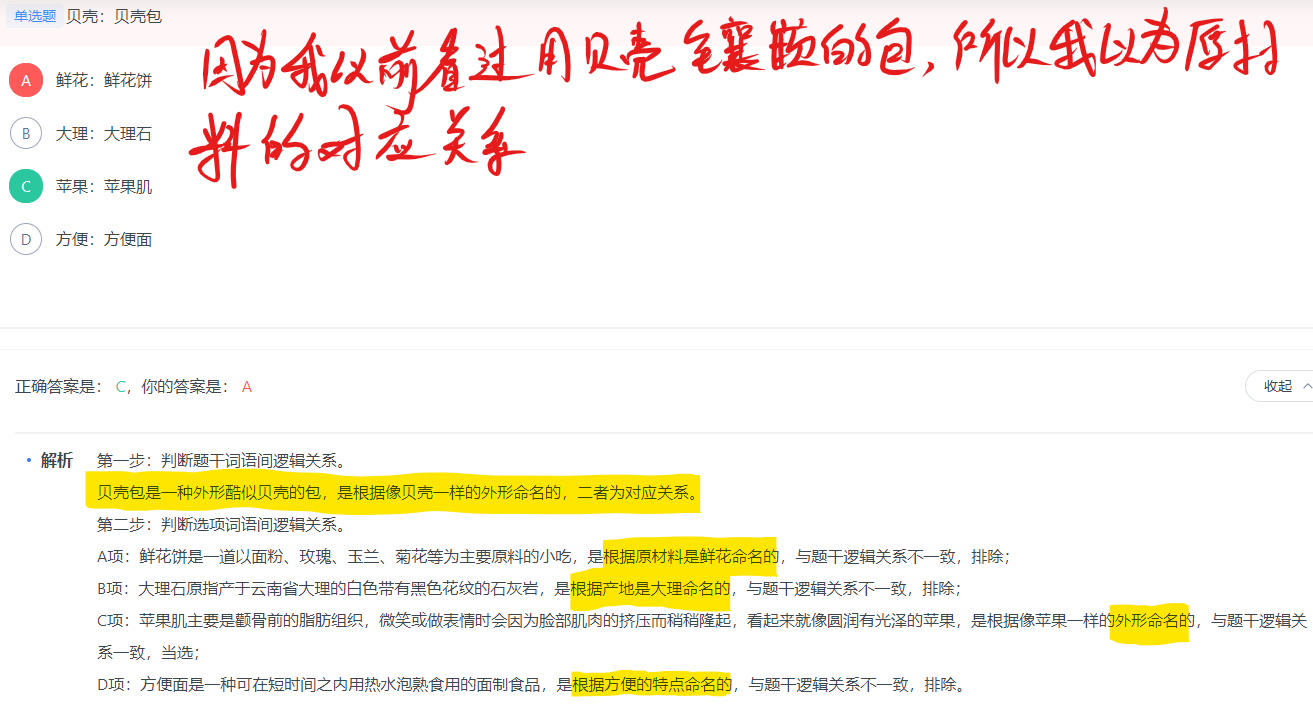 单选题 贝壳：贝壳包
因为我以前看过用贝壳 镶嵌的包，所以我以为原材
料的对应关系
A 鲜花：鲜花饼
B 大理：大理石
C 苹果：苹果肌
D 方便：方便面
正确答案是： C，你的答案是： A
收起
• 解析 第一步：判断题干词语间逻辑关系。
贝壳包是一种外形酷似贝壳的包，是根据像贝壳一样的外形命名的，二者为对应关系。
第二步：判断选项词语间逻辑关系。
A项：鲜花饼是一道以面粉、玫瑰、玉兰、菊花等为主要原料的小吃，是根据原材料是鲜花命名的，与题干逻辑关系不一致，排除；
B项：大理石原指产于云南省大理的白色带有黑色花纹的石灰岩，是根据产地是大理命名的，与题干逻辑关系不一致，排除；
C项：苹果肌主要是颧骨前的脂肪组织，微笑或做表情时会因为脸部肌肉的挤压而稍稍隆起，看起来就像圆润有光泽的苹果，是根据像苹果一样的外形命名的，与题干逻辑关
系一致，当选；
D项：方便面是一种可在短时间之内用热水泡熟食用的面制食品，是根据方便的特点命名的，与题干逻辑关系不一致，排除。